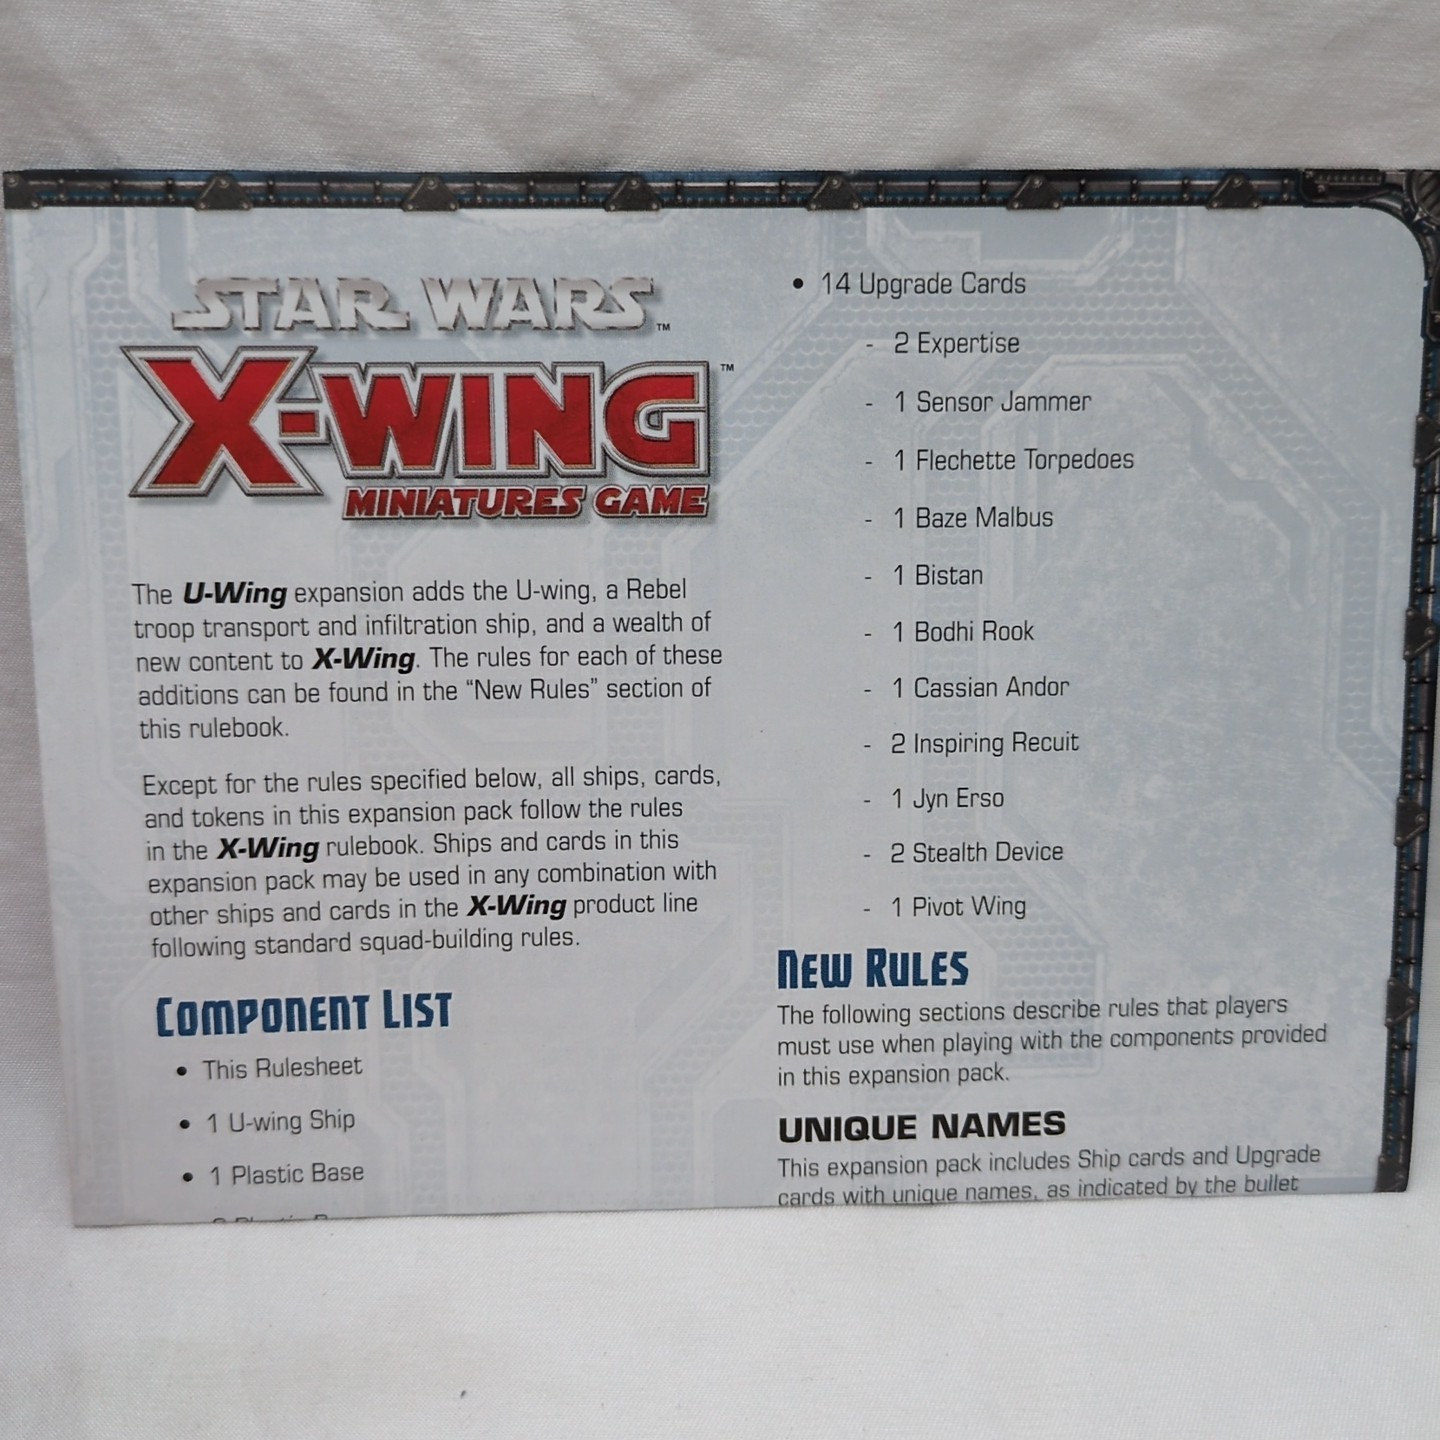 STAR WARS™
X-WING™
MINIATURES GAME
The U-Wing expansion adds the U-wing, a Rebel
troop transport and infiltration ship, and a wealth of
new content to X-Wing. The rules for each of these
additions can be found in the “New Rules” section of
this rulebook.
Except for the rules specified below, all ships, cards,
and tokens in this expansion pack follow the rules
in the X-Wing rulebook. Ships and cards in this
expansion pack may be used in any combination with
other ships and cards in the X-Wing product line
following standard squad-building rules.
COMPONENT LIST
• This Rulesheet
• 1 U-wing Ship
• 1 Plastic Base
• 14 Upgrade Cards
- 2 Expertise
- 1 Sensor Jammer
- 1 Flechette Torpedoes
- 1 Baze Malbus
- 1 Bistan
- 1 Bodhi Rook
- 1 Cassian Andor
- 2 Inspiring Recuit
- 1 Jyn Erso
- 2 Stealth Device
- 1 Pivot Wing
NEW RULES
The following sections describe rules that players
must use when playing with the components provided
in this expansion pack.
UNIQUE NAMES
This expansion pack includes Ship cards and Upgrade
cards with unique names, as indicated by the bullet